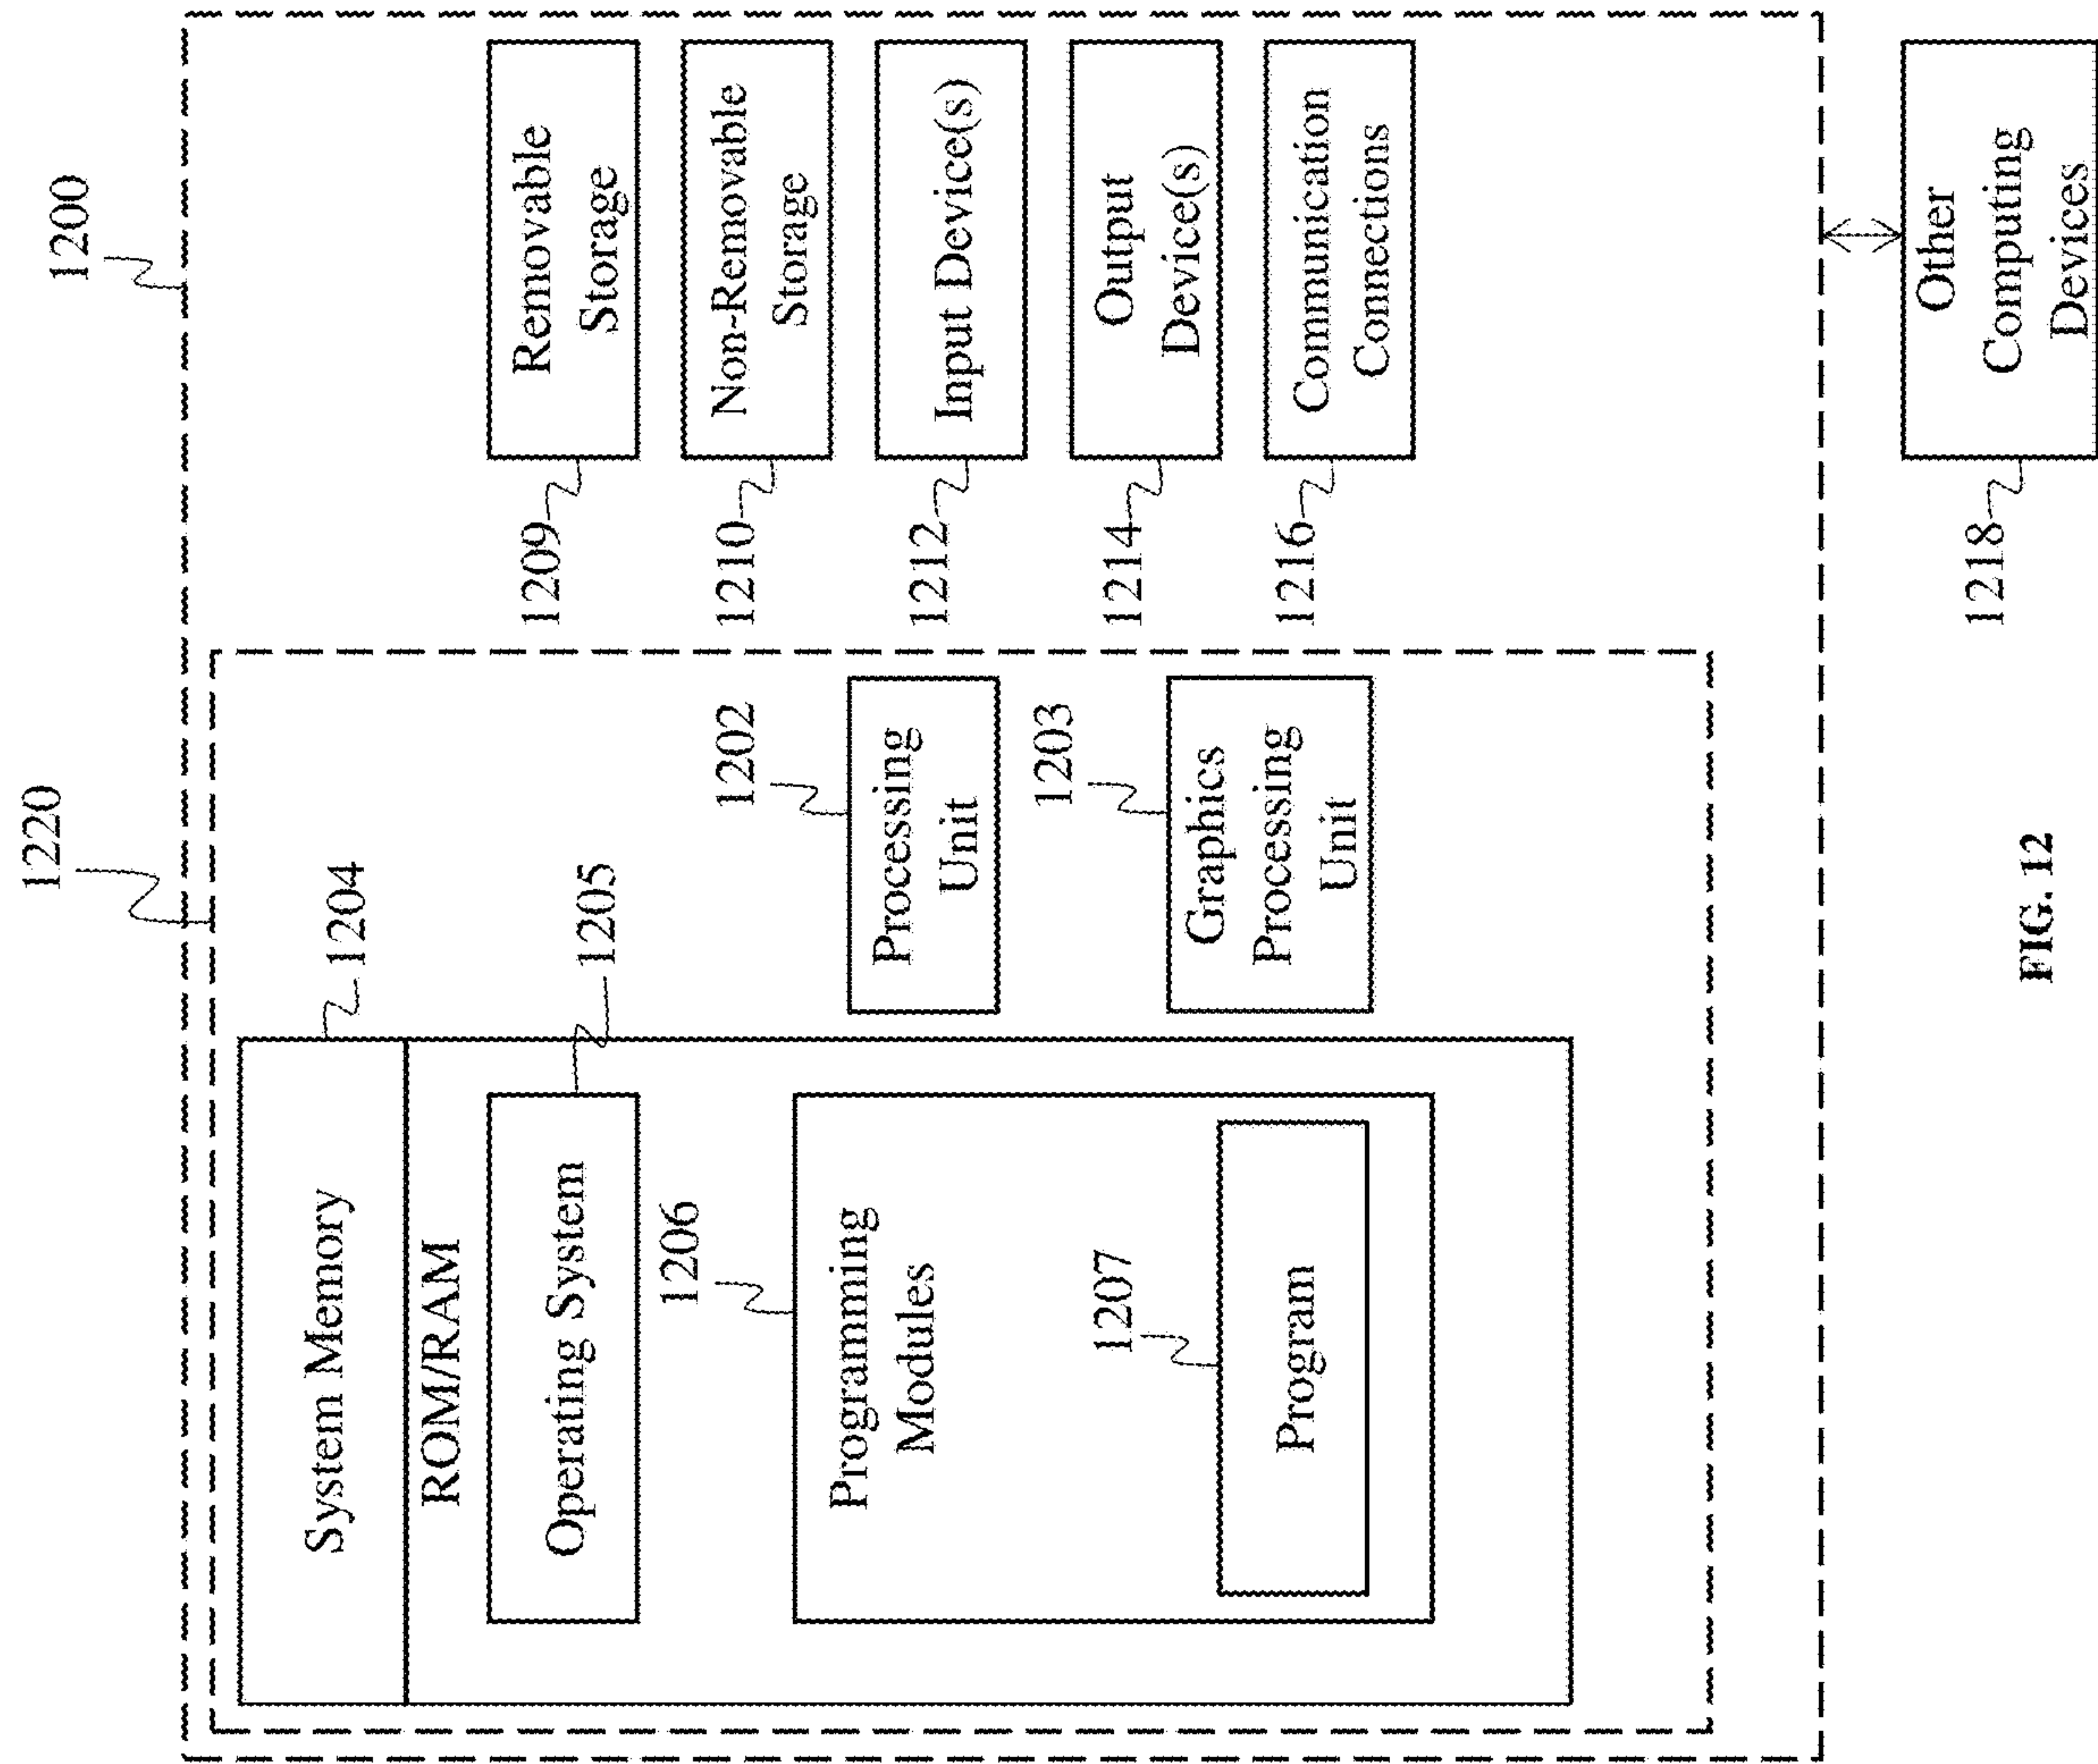 1200
1220
System Memory
1204
ROM/RAM
Operating System
1205
1206
Programming
Modules
1207
Program
1202
Processing
Unit
1203
Graphics
Processing
Unit
1209
Removable
Storage
1210
Non-Removable
Storage
1212
Input Device(s)
1214
Output
Device(s)
1216
Communication
Connections
1218
Other
Computing
Devices
FIG. 12